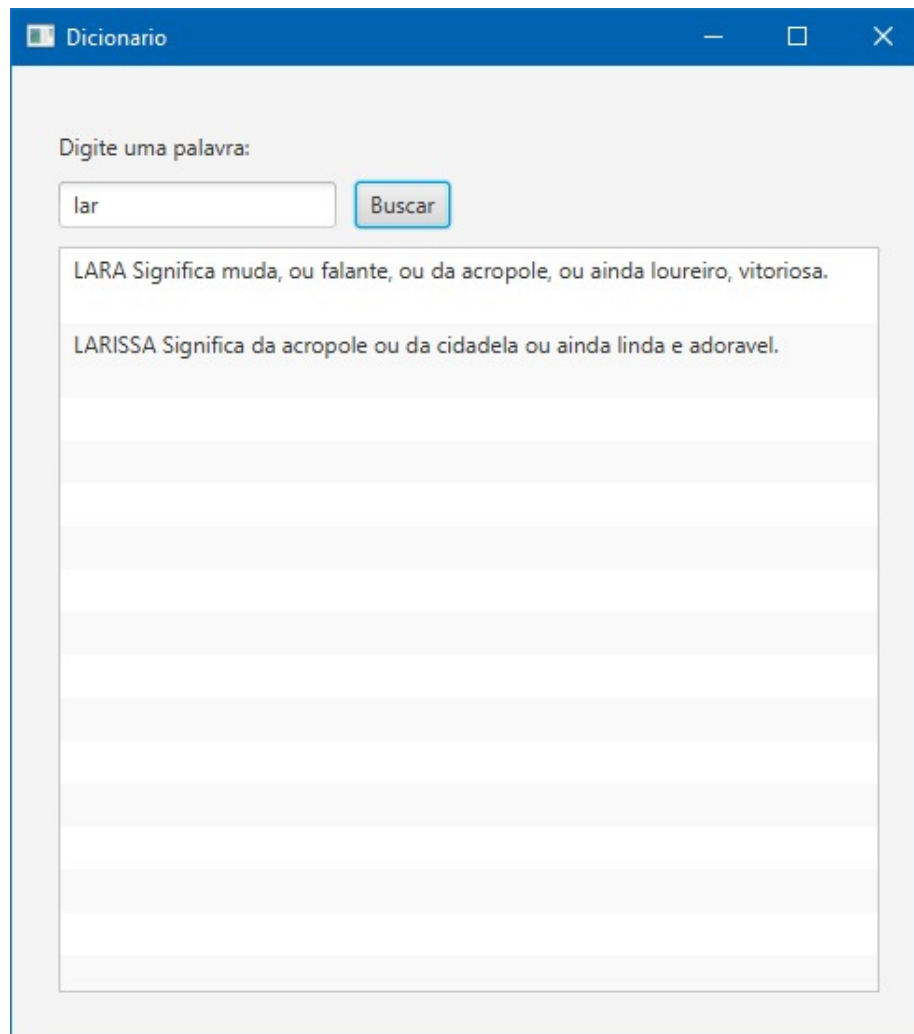 Dicionario
Digite uma palavra:
lar
Buscar
LARA Significa muda, ou falante, ou da acropole, ou ainda loureiro, vitoriosa.
LARISSA Significa da acropole ou da cidadela ou ainda linda e adoravel.